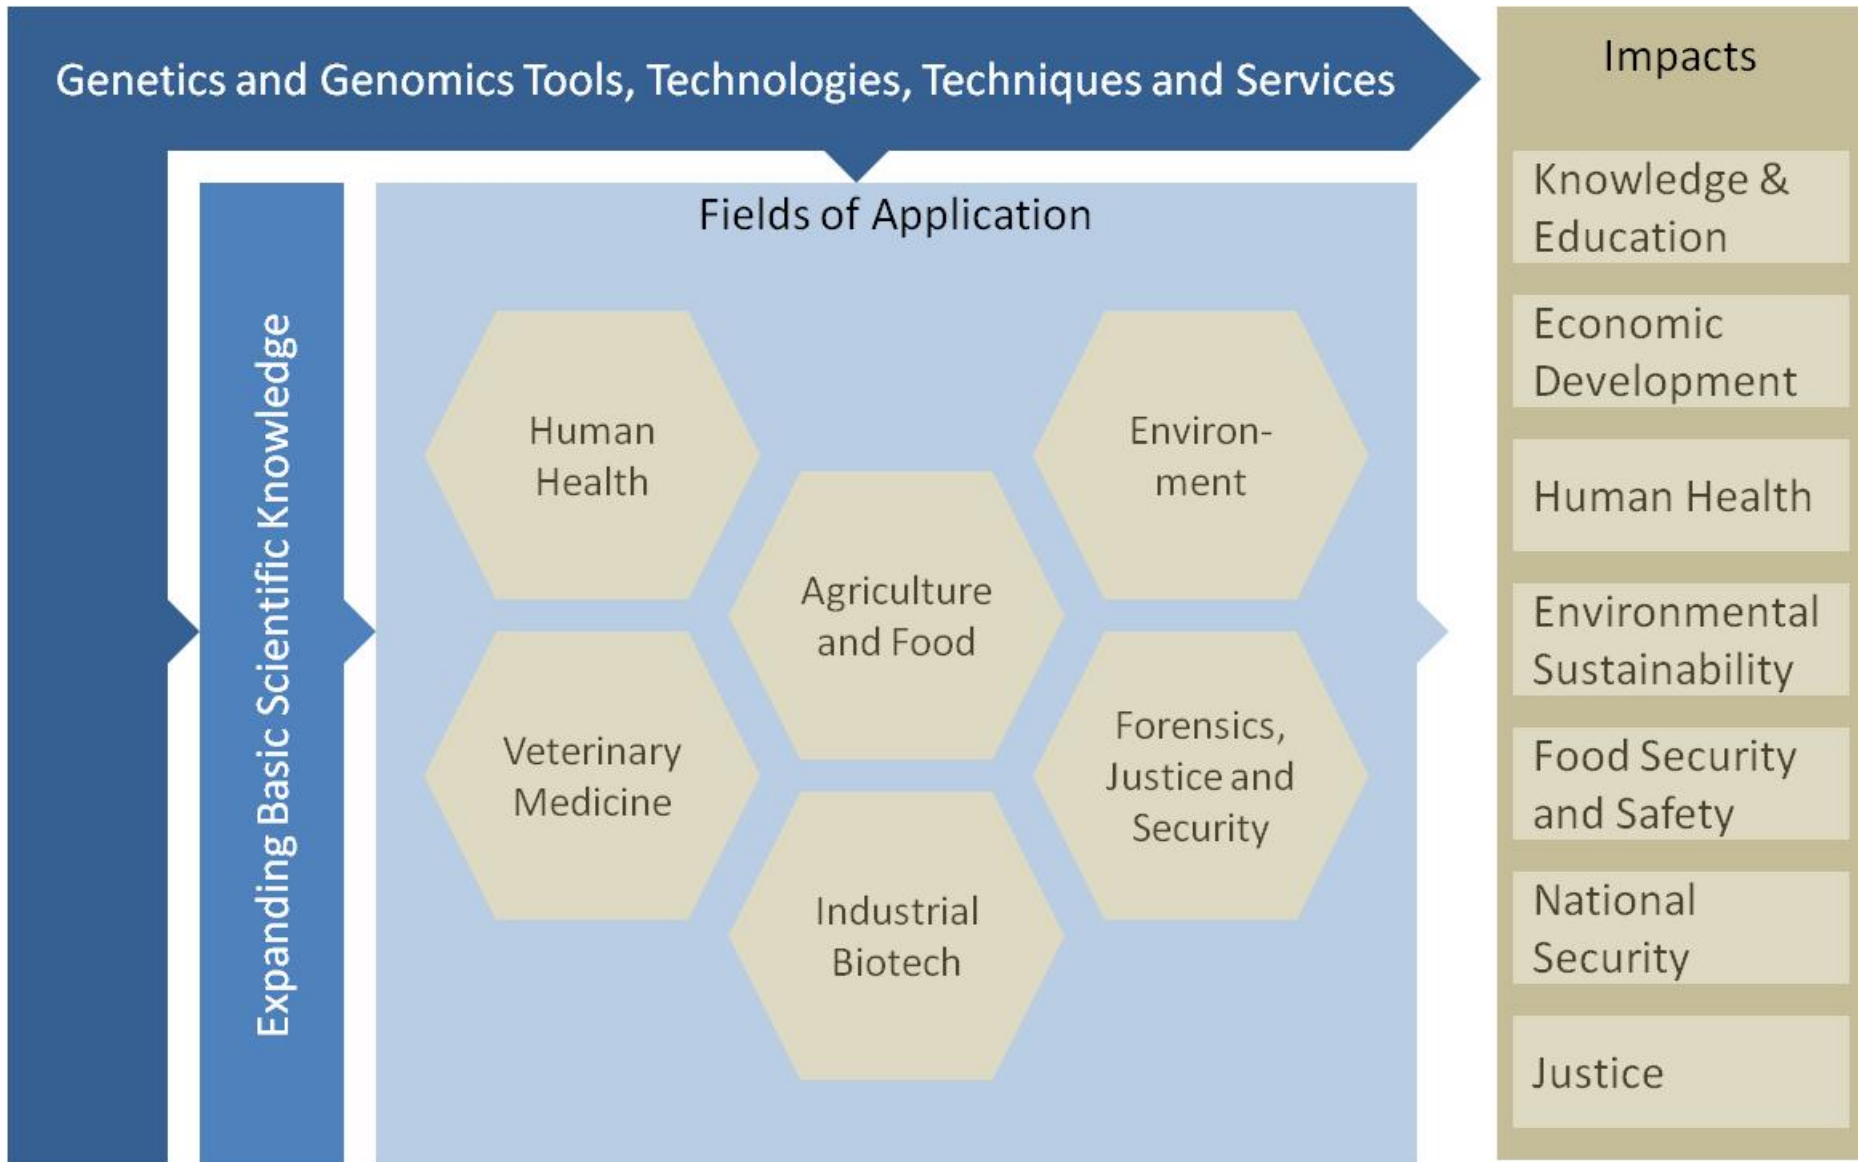 Genetics and Genomics Tools, Technologies, Techniques and Services
Expanding Basic Scientific Knowledge
Fields of Application
Human
Health
Environ-
ment
Agriculture
and Food
Veterinary
Medicine
Forensics,
Justice and
Security
Industrial
Biotech
Impacts
Knowledge &
Education
Economic
Development
Human Health
Environmental
Sustainability
Food Security
and Safety
National
Security
Justice